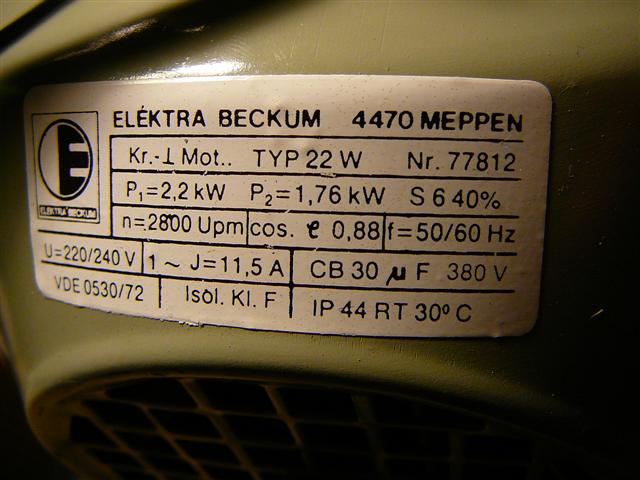 ELEKTRA BECKUM 4470 MEPPEN
ELEKTRA BECKUM
Kr.-⊥ Mot.. TYP 22 W Nr. 77812
P₁=2,2 kW P₂=1,76 kW S 6 40%
n=2800 Upm cos. φ 0,88 f=50/60 Hz
U=220/240 V 1 ~ J=11,5 A CB 30 µF 380 V
VDE 0530/72 Isol. Kl. F IP 44 RT 30º C